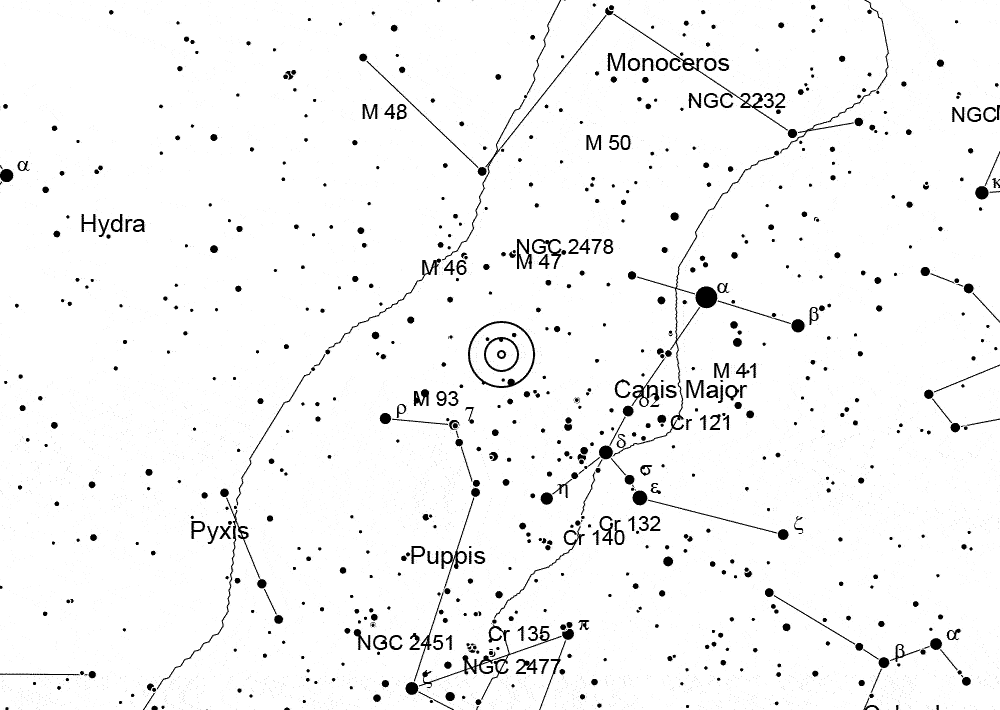 Monoceros
NGC 2232
M 48
NGC
M 50
α
κ
Hydra
NGC 2478
M 46
M 47
α
β
M 41
Canis Major
ρ
M 93
δ2
Cr 121
δ
σ
η
ε
Pyxis
Cr 132
ζ
Cr 140
Puppis
π
Cr 135
α
NGC 2451
β
NGC 2477
ζ